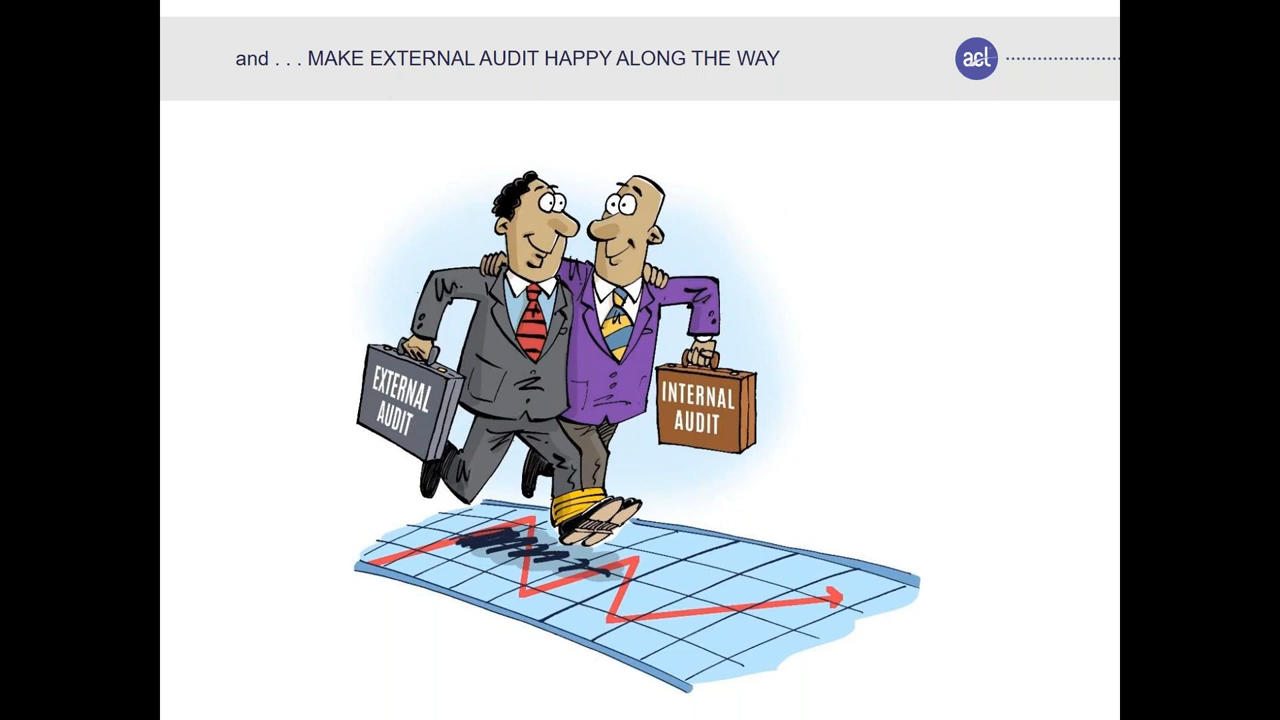 and . . . MAKE EXTERNAL AUDIT HAPPY ALONG THE WAY
acl
EXTERNAL
AUDIT
INTERNAL
AUDIT